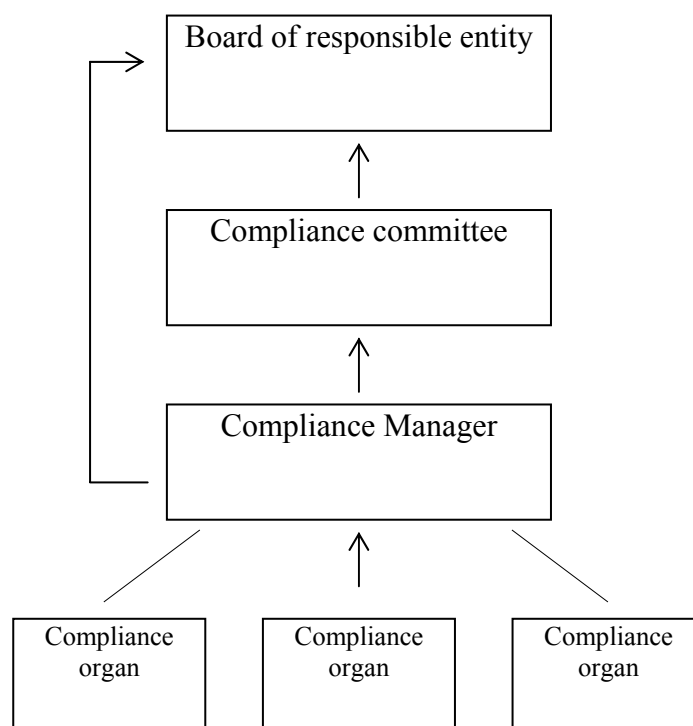 Board of responsible entity
Compliance committee
Compliance Manager
Compliance
organ
Compliance
organ
Compliance
organ